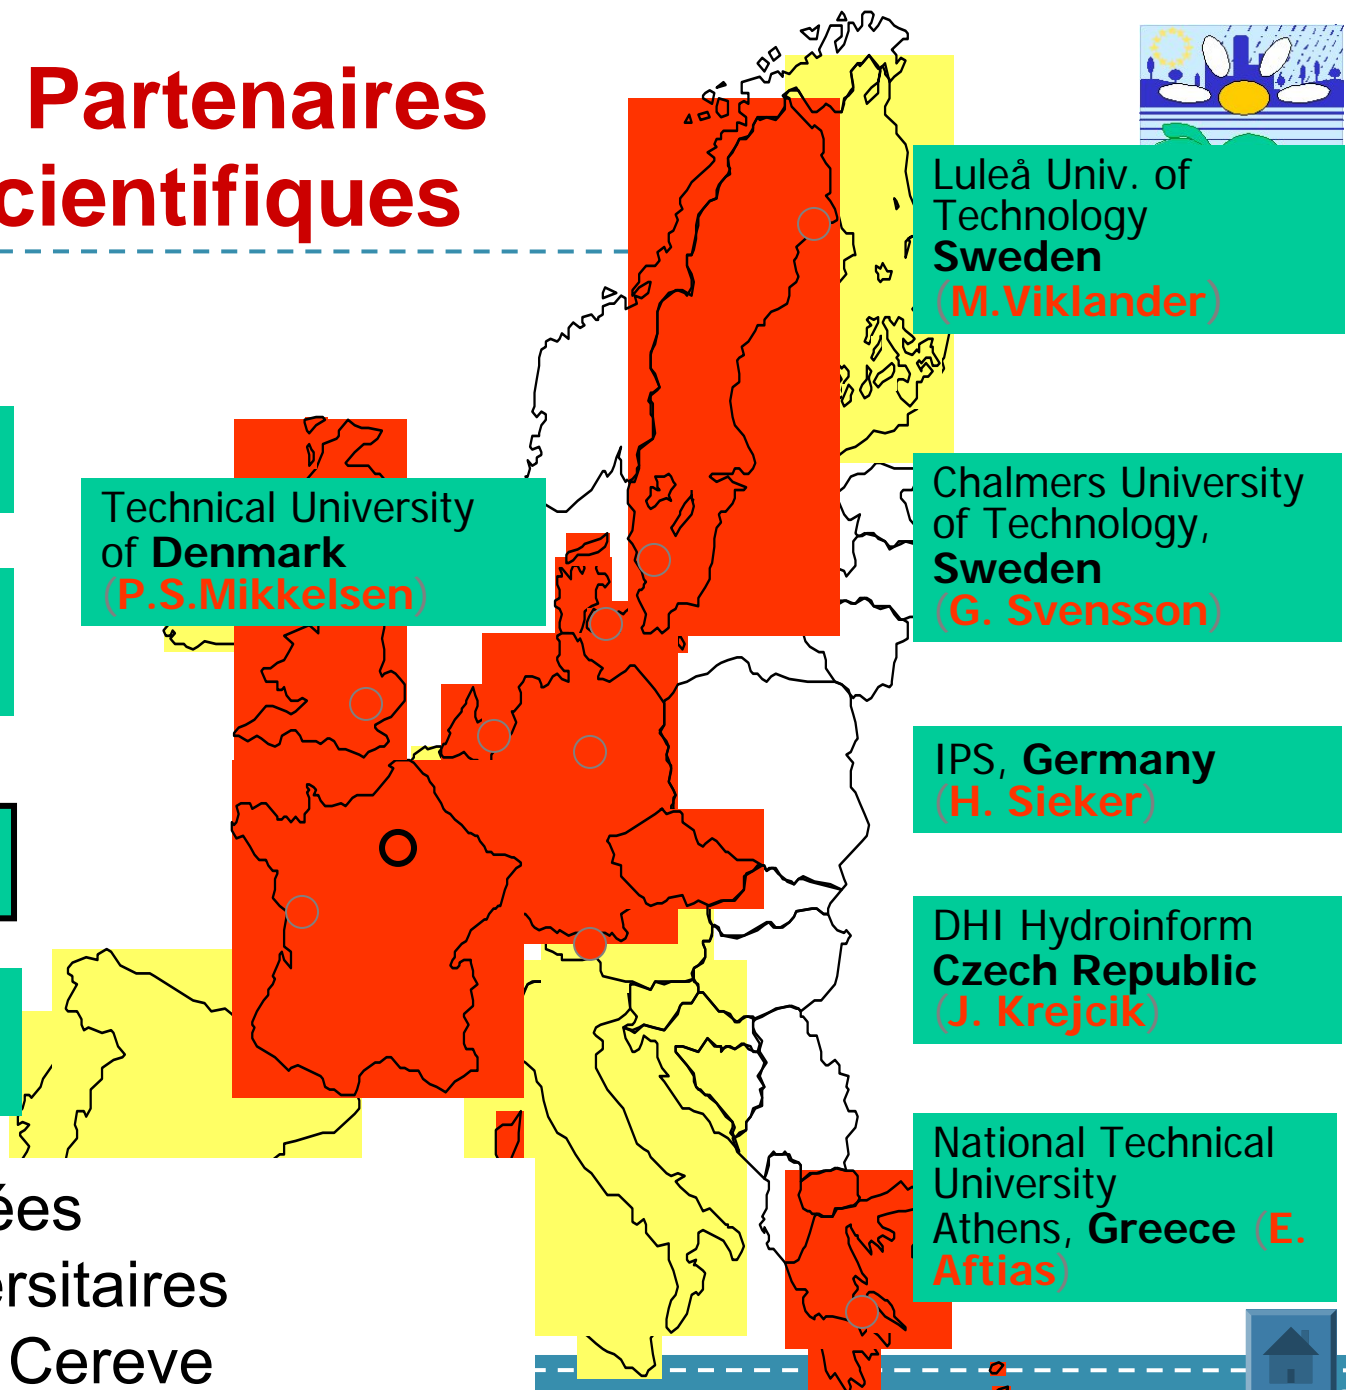 Partenaires
cientifiques
Luleå Univ. of
Technology
Sweden
(M.Viklander)
Technical University
of Denmark
(P.S.Mikkelsen)
Chalmers University
of Technology,
Sweden
(G. Svensson)
IPS, Germany
(H. Sieker)
DHI Hydroinform
Czech Republic
(J. Krejcik)
National Technical
University
Athens, Greece (E.
Aftias)
ées
ersitaires
Cereve